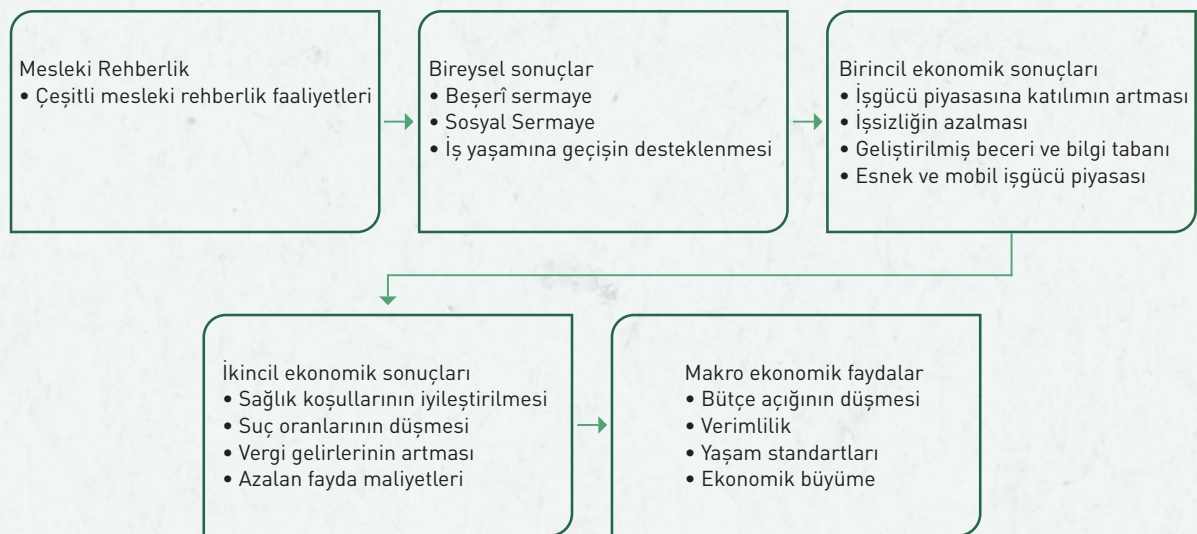 Mesleki Rehberlik
• Çeşitli mesleki rehberlik faaliyetleri
Bireysel sonuçlar
• Beşerî sermaye
• Sosyal Sermaye
• İş yaşamına geçişin desteklenmesi
Birincil ekonomik sonuçları
• İşgücü piyasasına katılımın artması
• İşsizliğin azalması
• Geliştirilmiş beceri ve bilgi tabanı
• Esnek ve mobil işgücü piyasası
İkincil ekonomik sonuçları
• Sağlık koşullarının iyileştirilmesi
• Suç oranlarının düşmesi
• Vergi gelirlerinin artması
• Azalan fayda maliyetleri
Makro ekonomik faydalar
• Bütçe açığının düşmesi
• Verimlilik
• Yaşam standartları
• Ekonomik büyüme